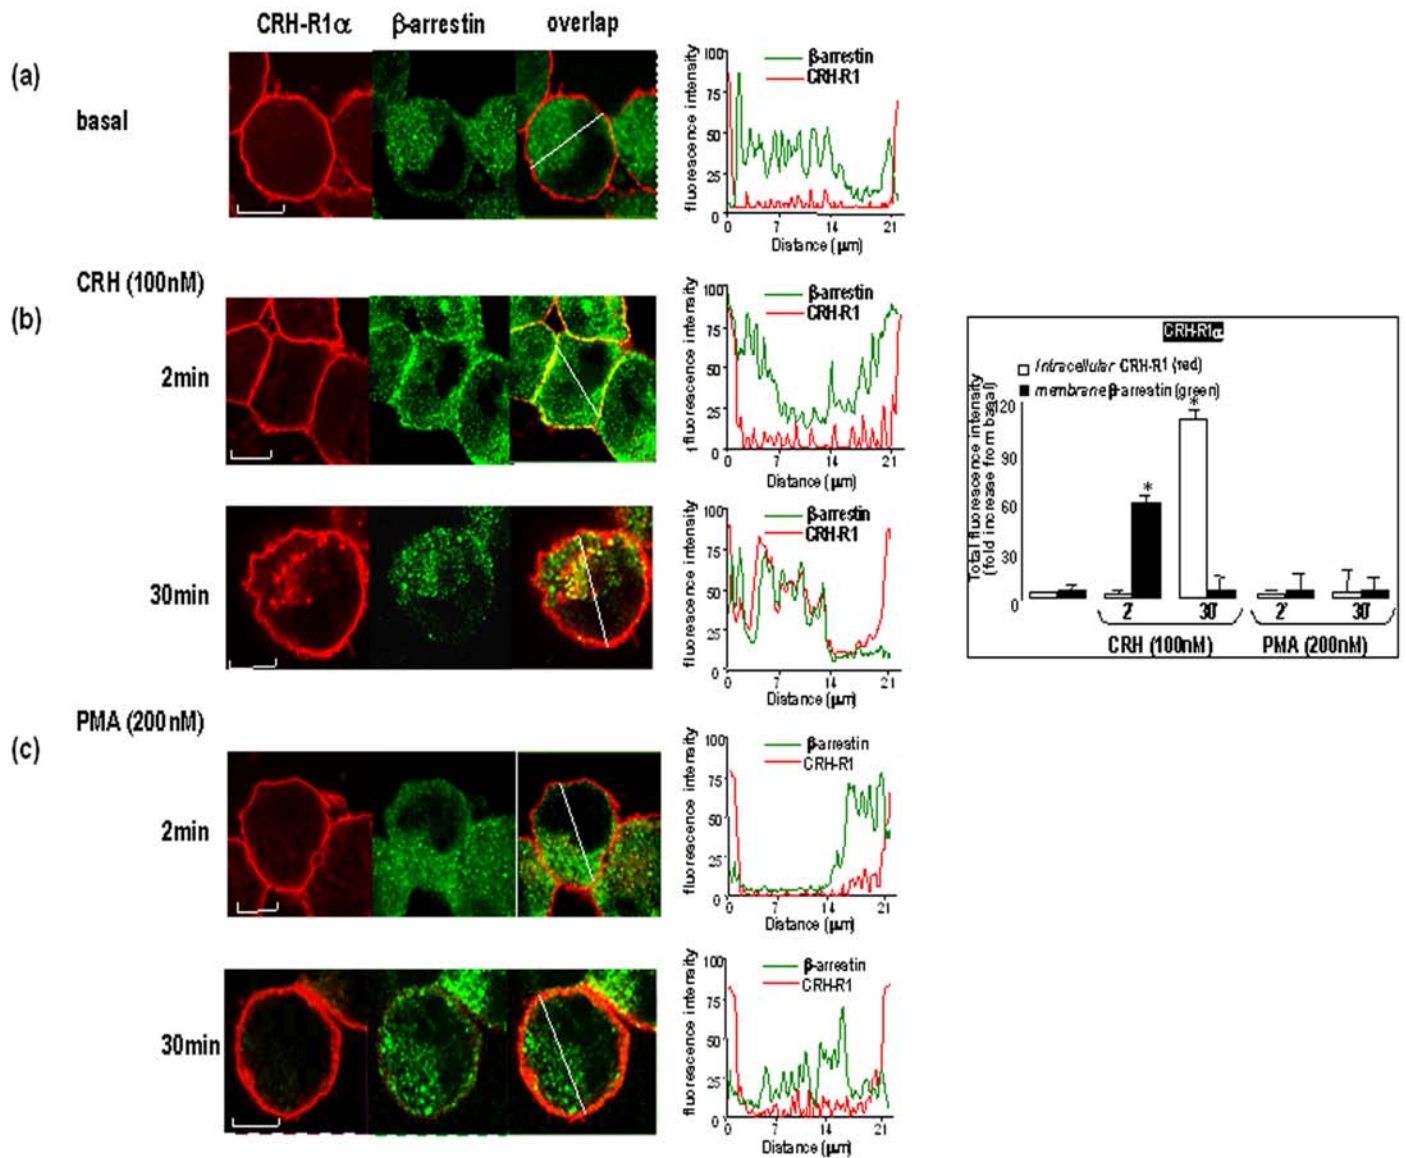 CRH-R1α β-arrestin overlap
(a)
basal
100
75
50
25
0
fluorescence intensity
β-arrestin
CRH-R1
0 7 14 21
Distance (μm)
CRH (100nM)
(b)
2min
100
75
50
25
0
fluorescence intensity
β-arrestin
CRH-R1
0 7 14 21
Distance (μm)
30min
100
75
50
25
0
fluorescence intensity
β-arrestin
CRH-R1
0 7 14 21
Distance (μm)
CRH-R1α
Intracellular CRH-R1 (red)
membrane β-arrestin (green)
Total fluorescence intensity
(fold increase from basal)
120
90
60
30
0
* *
2' 30' 2' 30'
CRH (100nM) PMA (200nM)
PMA (200nM)
(c)
2min
100
75
50
25
0
fluorescence intensity
β-arrestin
CRH-R1
0 7 14 21
Distance (μm)
30min
100
75
50
25
0
fluorescence intensity
β-arrestin
CRH-R1
0 7 14 21
Distance (μm)